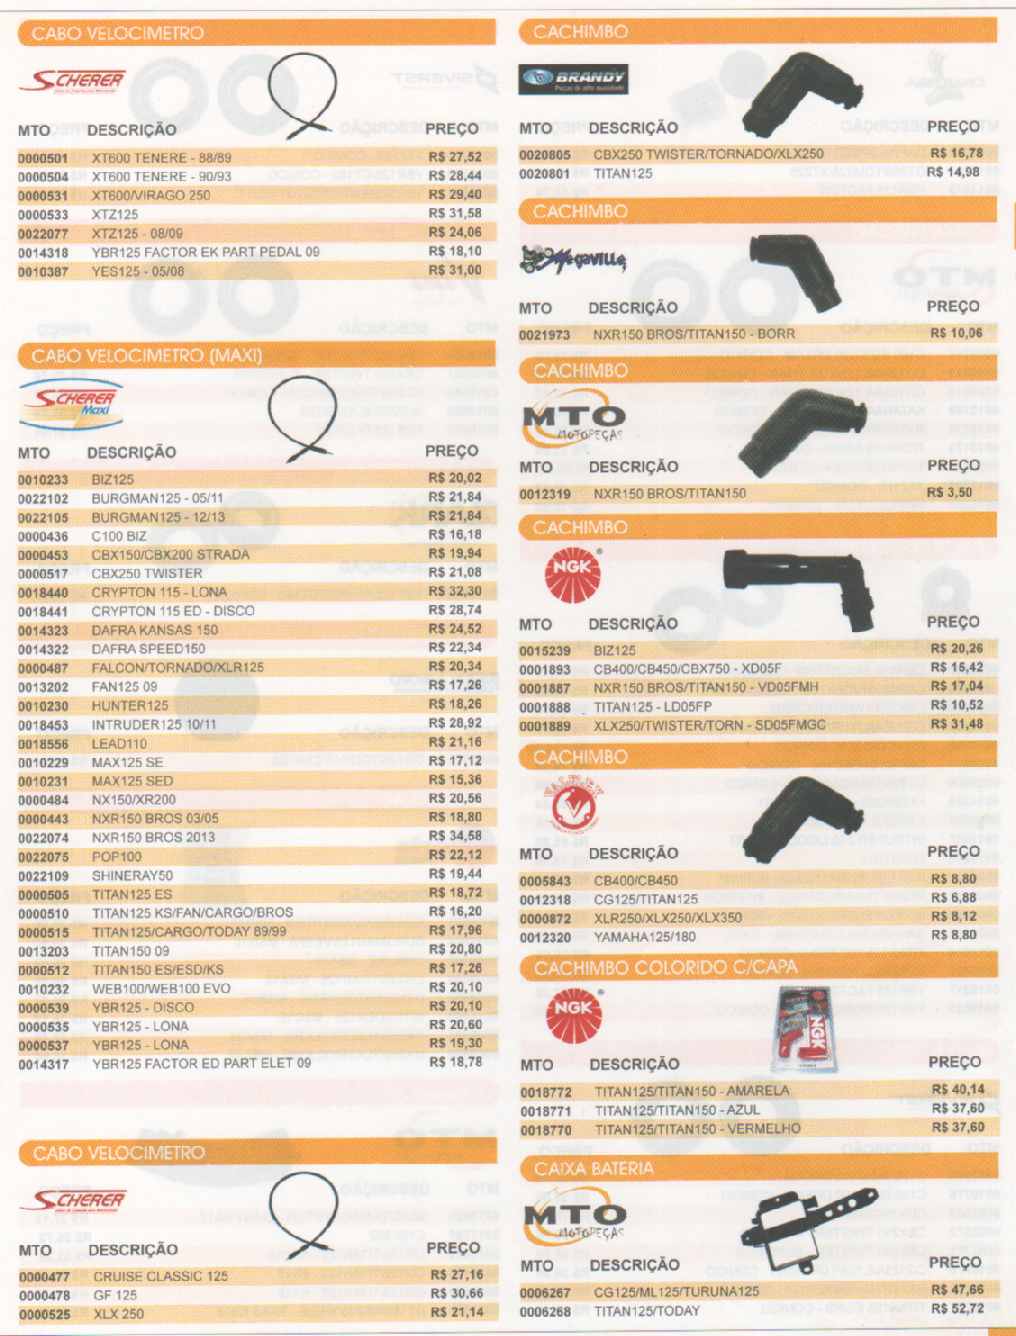 CABO VELOCIMETRO
SCHERER
MTO DESCRIÇÃO PREÇO
0000501 XT600 TENERE - 88/89 R$ 27,52
0000504 XT600 TENERE - 90/93 R$ 28,44
0000531 XT600/VIRAGO 250 R$ 29,40
0000533 XTZ125 R$ 31,58
0022077 XTZ125 - 08/09 R$ 24,06
0014318 YBR125 FACTOR EK PART PEDAL 09 R$ 18,10
0010387 YES125 - 05/08 R$ 31,00
CABO VELOCIMETRO (MAXI)
SCHERER
Maxi
MTO DESCRIÇÃO PREÇO
0010233 BIZ125 R$ 20,02
0022102 BURGMAN125 - 05/11 R$ 21,84
0022105 BURGMAN125 - 12/13 R$ 21,84
0000436 C100 BIZ R$ 16,18
0000453 CBX150/CBX200 STRADA R$ 19,94
0000517 CBX250 TWISTER R$ 21,08
0018440 CRYPTON 115 - LONA R$ 32,30
0018441 CRYPTON 115 ED - DISCO R$ 28,74
0014323 DAFRA KANSAS 150 R$ 24,52
0014322 DAFRA SPEED150 R$ 22,34
0000487 FALCON/TORNADO/XLR125 R$ 20,34
0013202 FAN125 09 R$ 17,26
0010230 HUNTER125 R$ 18,26
0018453 INTRUDER125 10/11 R$ 28,92
0018556 LEAD110 R$ 21,16
0010229 MAX125 SE R$ 17,12
0010231 MAX125 SED R$ 15,36
0000484 NX150/XR200 R$ 20,56
0000443 NXR150 BROS 03/05 R$ 18,80
0022074 NXR150 BROS 2013 R$ 34,58
0022075 POP100 R$ 22,12
0022109 SHINERAY50 R$ 19,44
0000505 TITAN125 ES R$ 18,72
0000510 TITAN125 KS/FAN/CARGO/BROS R$ 16,20
0000515 TITAN125/CARGO/TODAY 89/99 R$ 17,96
0013203 TITAN150 09 R$ 20,80
0000512 TITAN150 ES/ESD/KS R$ 17,26
0010232 WEB100/WEB100 EVO R$ 20,10
0000539 YBR125 - DISCO R$ 20,10
0000535 YBR125 - LONA R$ 20,60
0000537 YBR125 - LONA R$ 19,30
0014317 YBR125 FACTOR ED PART ELET 09 R$ 18,78
CABO VELOCIMETRO
SCHERER
MTO DESCRIÇÃO PREÇO
0000477 CRUISE CLASSIC 125 R$ 27,16
0000478 GF 125 R$ 30,66
0000525 XLX 250 R$ 21,14
CACHIMBO
BRANDY
Peças de alta qualidade
MTO DESCRIÇÃO PREÇO
0020805 CBX250 TWISTER/TORNADO/XLX250 R$ 16,78
0020801 TITAN125 R$ 14,98
CACHIMBO
Megaville
MTO DESCRIÇÃO PREÇO
0021973 NXR150 BROS/TITAN150 - BORR R$ 10,06
CACHIMBO
MTO
MOTOPEÇAS
MTO DESCRIÇÃO PREÇO
0012319 NXR150 BROS/TITAN150 R$ 3,50
CACHIMBO
NGK ®
MTO DESCRIÇÃO PREÇO
0015239 BIZ125 R$ 20,26
0001893 CB400/CB450/CBX750 - XD05F R$ 15,42
0001887 NXR150 BROS/TITAN150 - VD05FMH R$ 17,04
0001888 TITAN125 - LD05FP R$ 10,52
0001889 XLX250/TWISTER/TORN - SD05FMGC R$ 31,48
CACHIMBO
MTO DESCRIÇÃO PREÇO
0005843 CB400/CB450 R$ 8,80
0012318 CG125/TITAN125 R$ 6,88
0000872 XLR250/XLX250/XLX350 R$ 8,12
0012320 YAMAHA125/180 R$ 8,80
CACHIMBO COLORIDO C/CAPA
NGK ®
NGK
MTO DESCRIÇÃO PREÇO
0018772 TITAN125/TITAN150 - AMARELA R$ 40,14
0018771 TITAN125/TITAN150 - AZUL R$ 37,60
0018770 TITAN125/TITAN150 - VERMELHO R$ 37,60
CAIXA BATERIA
MTO
MOTOPEÇAS
MTO DESCRIÇÃO PREÇO
0006267 CG125/ML125/TURUNA125 R$ 47,66
0006268 TITAN125/TODAY R$ 52,72